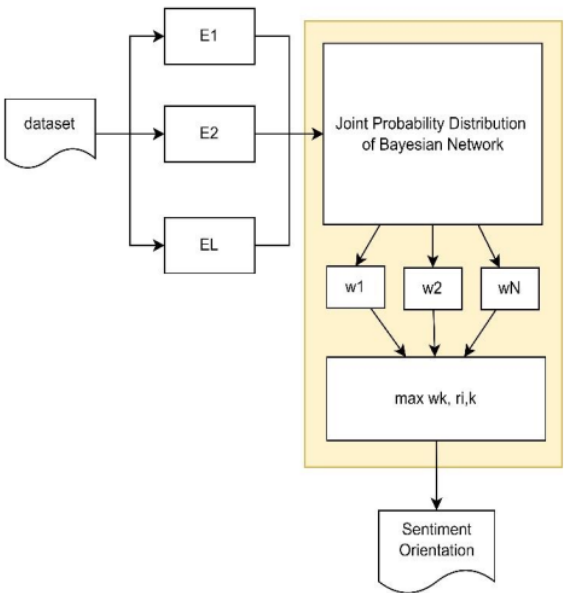 E1
dataset
E2
EL
Joint Probability Distribution
of Bayesian Network
w1
w2
wN
max wk, ri,k
Sentiment
Orientation